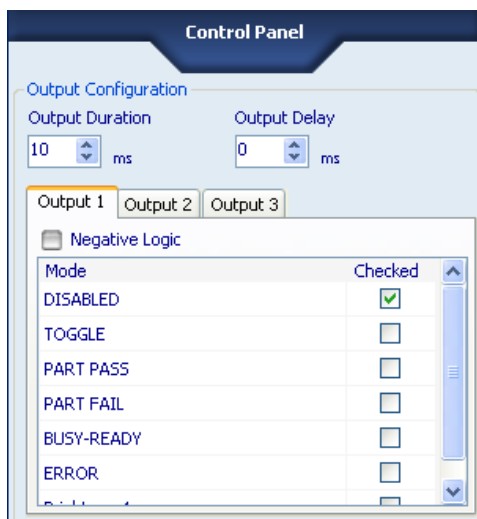 Control Panel
Output Configuration
Output Duration Output Delay
10 ms 0 ms
Output 1 Output 2 Output 3
Negative Logic
Mode Checked
DISABLED
TOGGLE
PART PASS
PART FAIL
BUSY-READY
ERROR